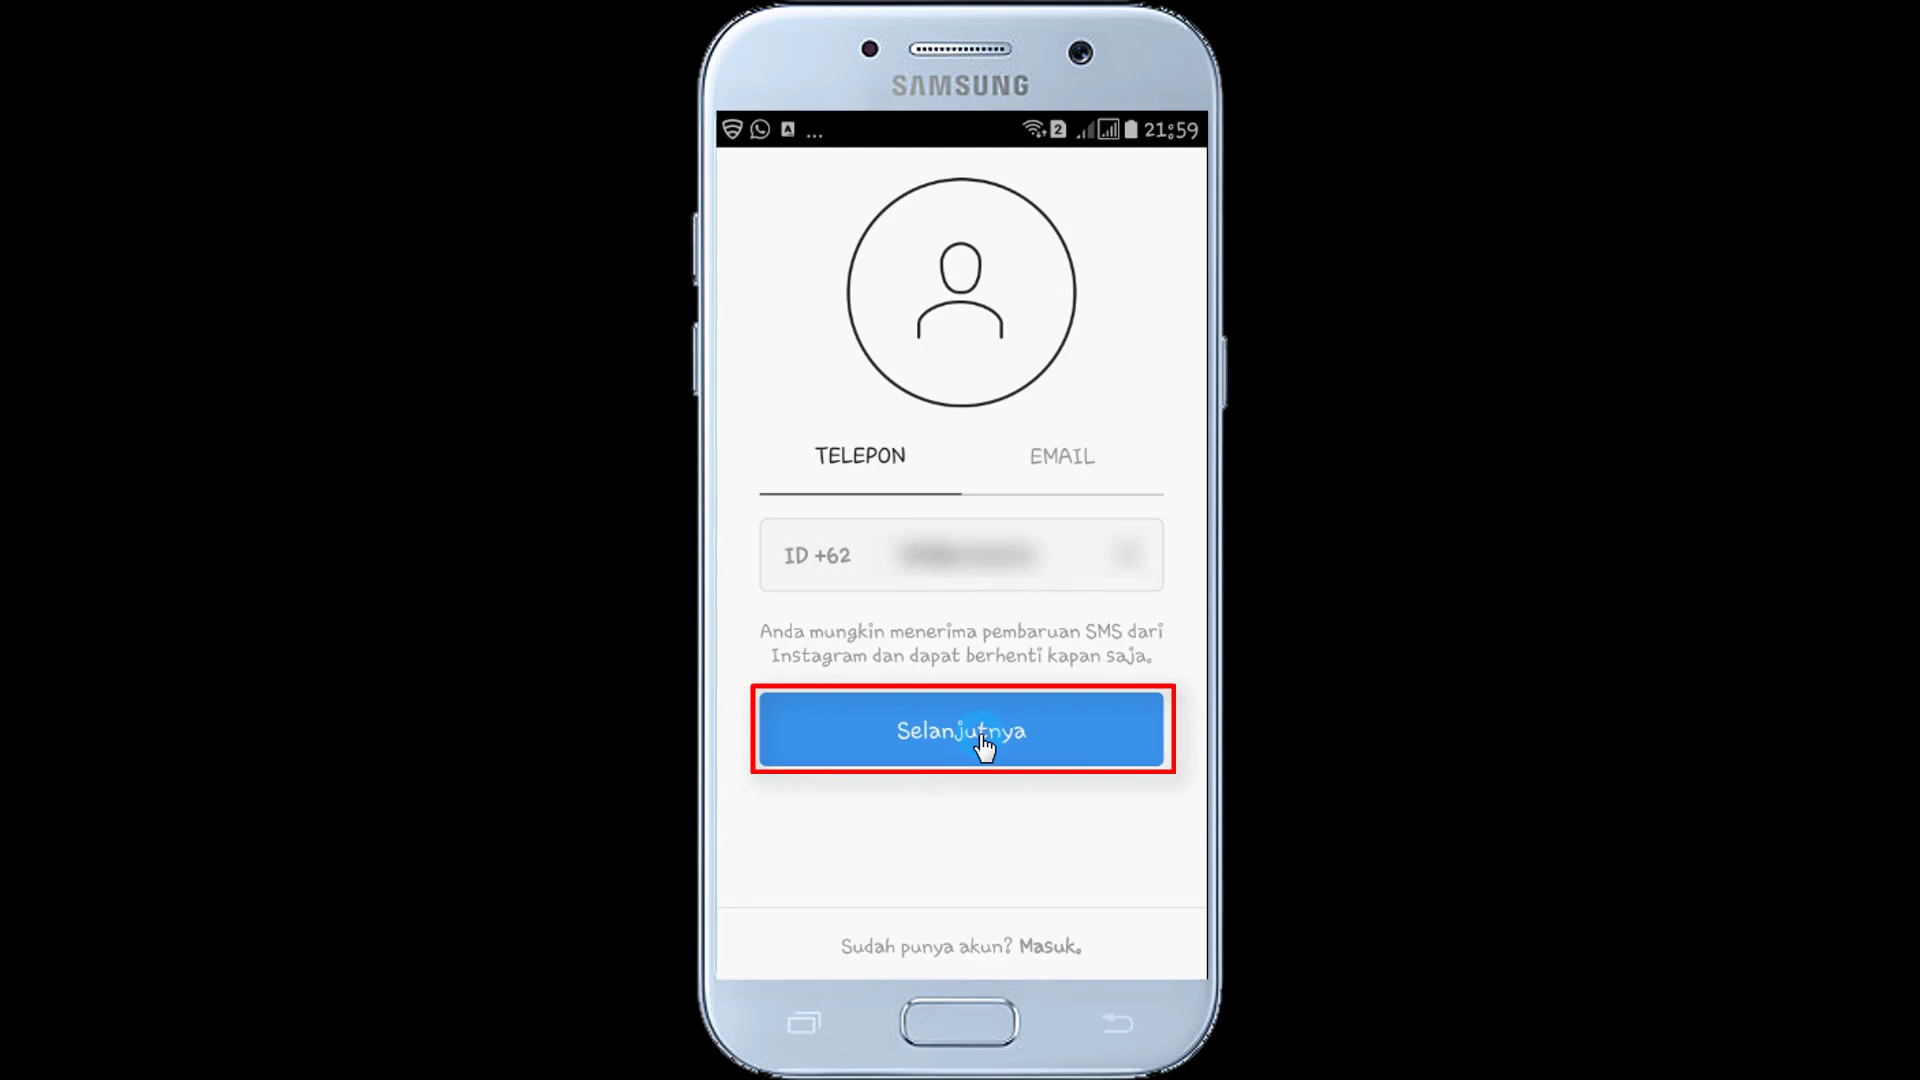 SAMSUNG
... 2 21:59
TELEPON EMAIL
ID +62
Anda mungkin menerima pembaruan SMS dari
Instagram dan dapat berhenti kapan saja.
Selanjutnya
Sudah punya akun? Masuk.